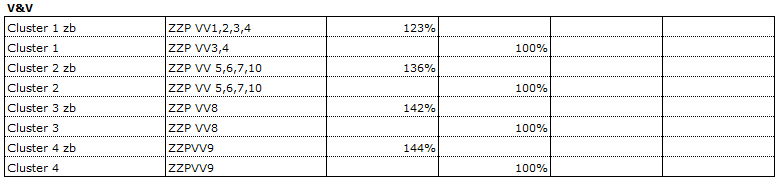 V&V
Cluster 1 zb ZZP VV1,2,3,4 123%
Cluster 1 ZZP VV3,4 100%
Cluster 2 zb ZZP VV 5,6,7,10 136%
Cluster 2 ZZP VV 5,6,7,10 100%
Cluster 3 zb ZZP VV8 142%
Cluster 3 ZZP VV8 100%
Cluster 4 zb ZZPVV9 144%
Cluster 4 ZZPVV9 100%